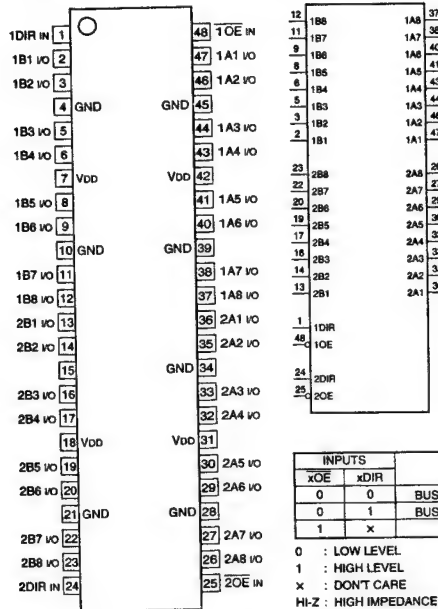 1DIR IN 1 48 1OE IN
1B1 I/O 2 47 1A1 I/O
1B2 I/O 3 46 1A2 I/O
4 GND GND 45
1B3 I/O 5 44 1A3 I/O
1B4 I/O 6 43 1A4 I/O
7 VDD VDD 42
1B5 I/O 8 41 1A5 I/O
1B6 I/O 9 40 1A6 I/O
10 GND GND 39
1B7 I/O 11 38 1A7 I/O
1B8 I/O 12 37 1A8 I/O
2B1 I/O 13 36 2A1 I/O
2B2 I/O 14 35 2A2 I/O
15 GND 34
2B3 I/O 16 33 2A3 I/O
2B4 I/O 17 32 2A4 I/O
18 VDD VDD 31
2B5 I/O 19 30 2A5 I/O
2B6 I/O 20 29 2A6 I/O
21 GND GND 28
2B7 I/O 22 27 2A7 I/O
2B8 I/O 23 26 2A8 I/O
2DIR IN 24 25 2OE IN
12 1B8 1A8 37
11 1B7 1A7
9 1B6 1A6
8 1B5 1A5
6 1B4 1A4
5 1B3 1A3
3 1B2 1A2
2 1B1 1A1
23 2B8 2A8
22 2B7 2A7
20 2B6 2A6
19 2B5 2A5
17 2B4 2A4
16 2B3 2A3
14 2B2 2A2
13 2B1 2A1
1 1DIR
48 1OE
24 2DIR
25 2OE
INPUTS
xOE xDIR
0 0 BUS
0 1 BUS
1 x
0 : LOW LEVEL
1 : HIGH LEVEL
x : DON'T CARE
HI-Z : HIGH IMPEDANCE